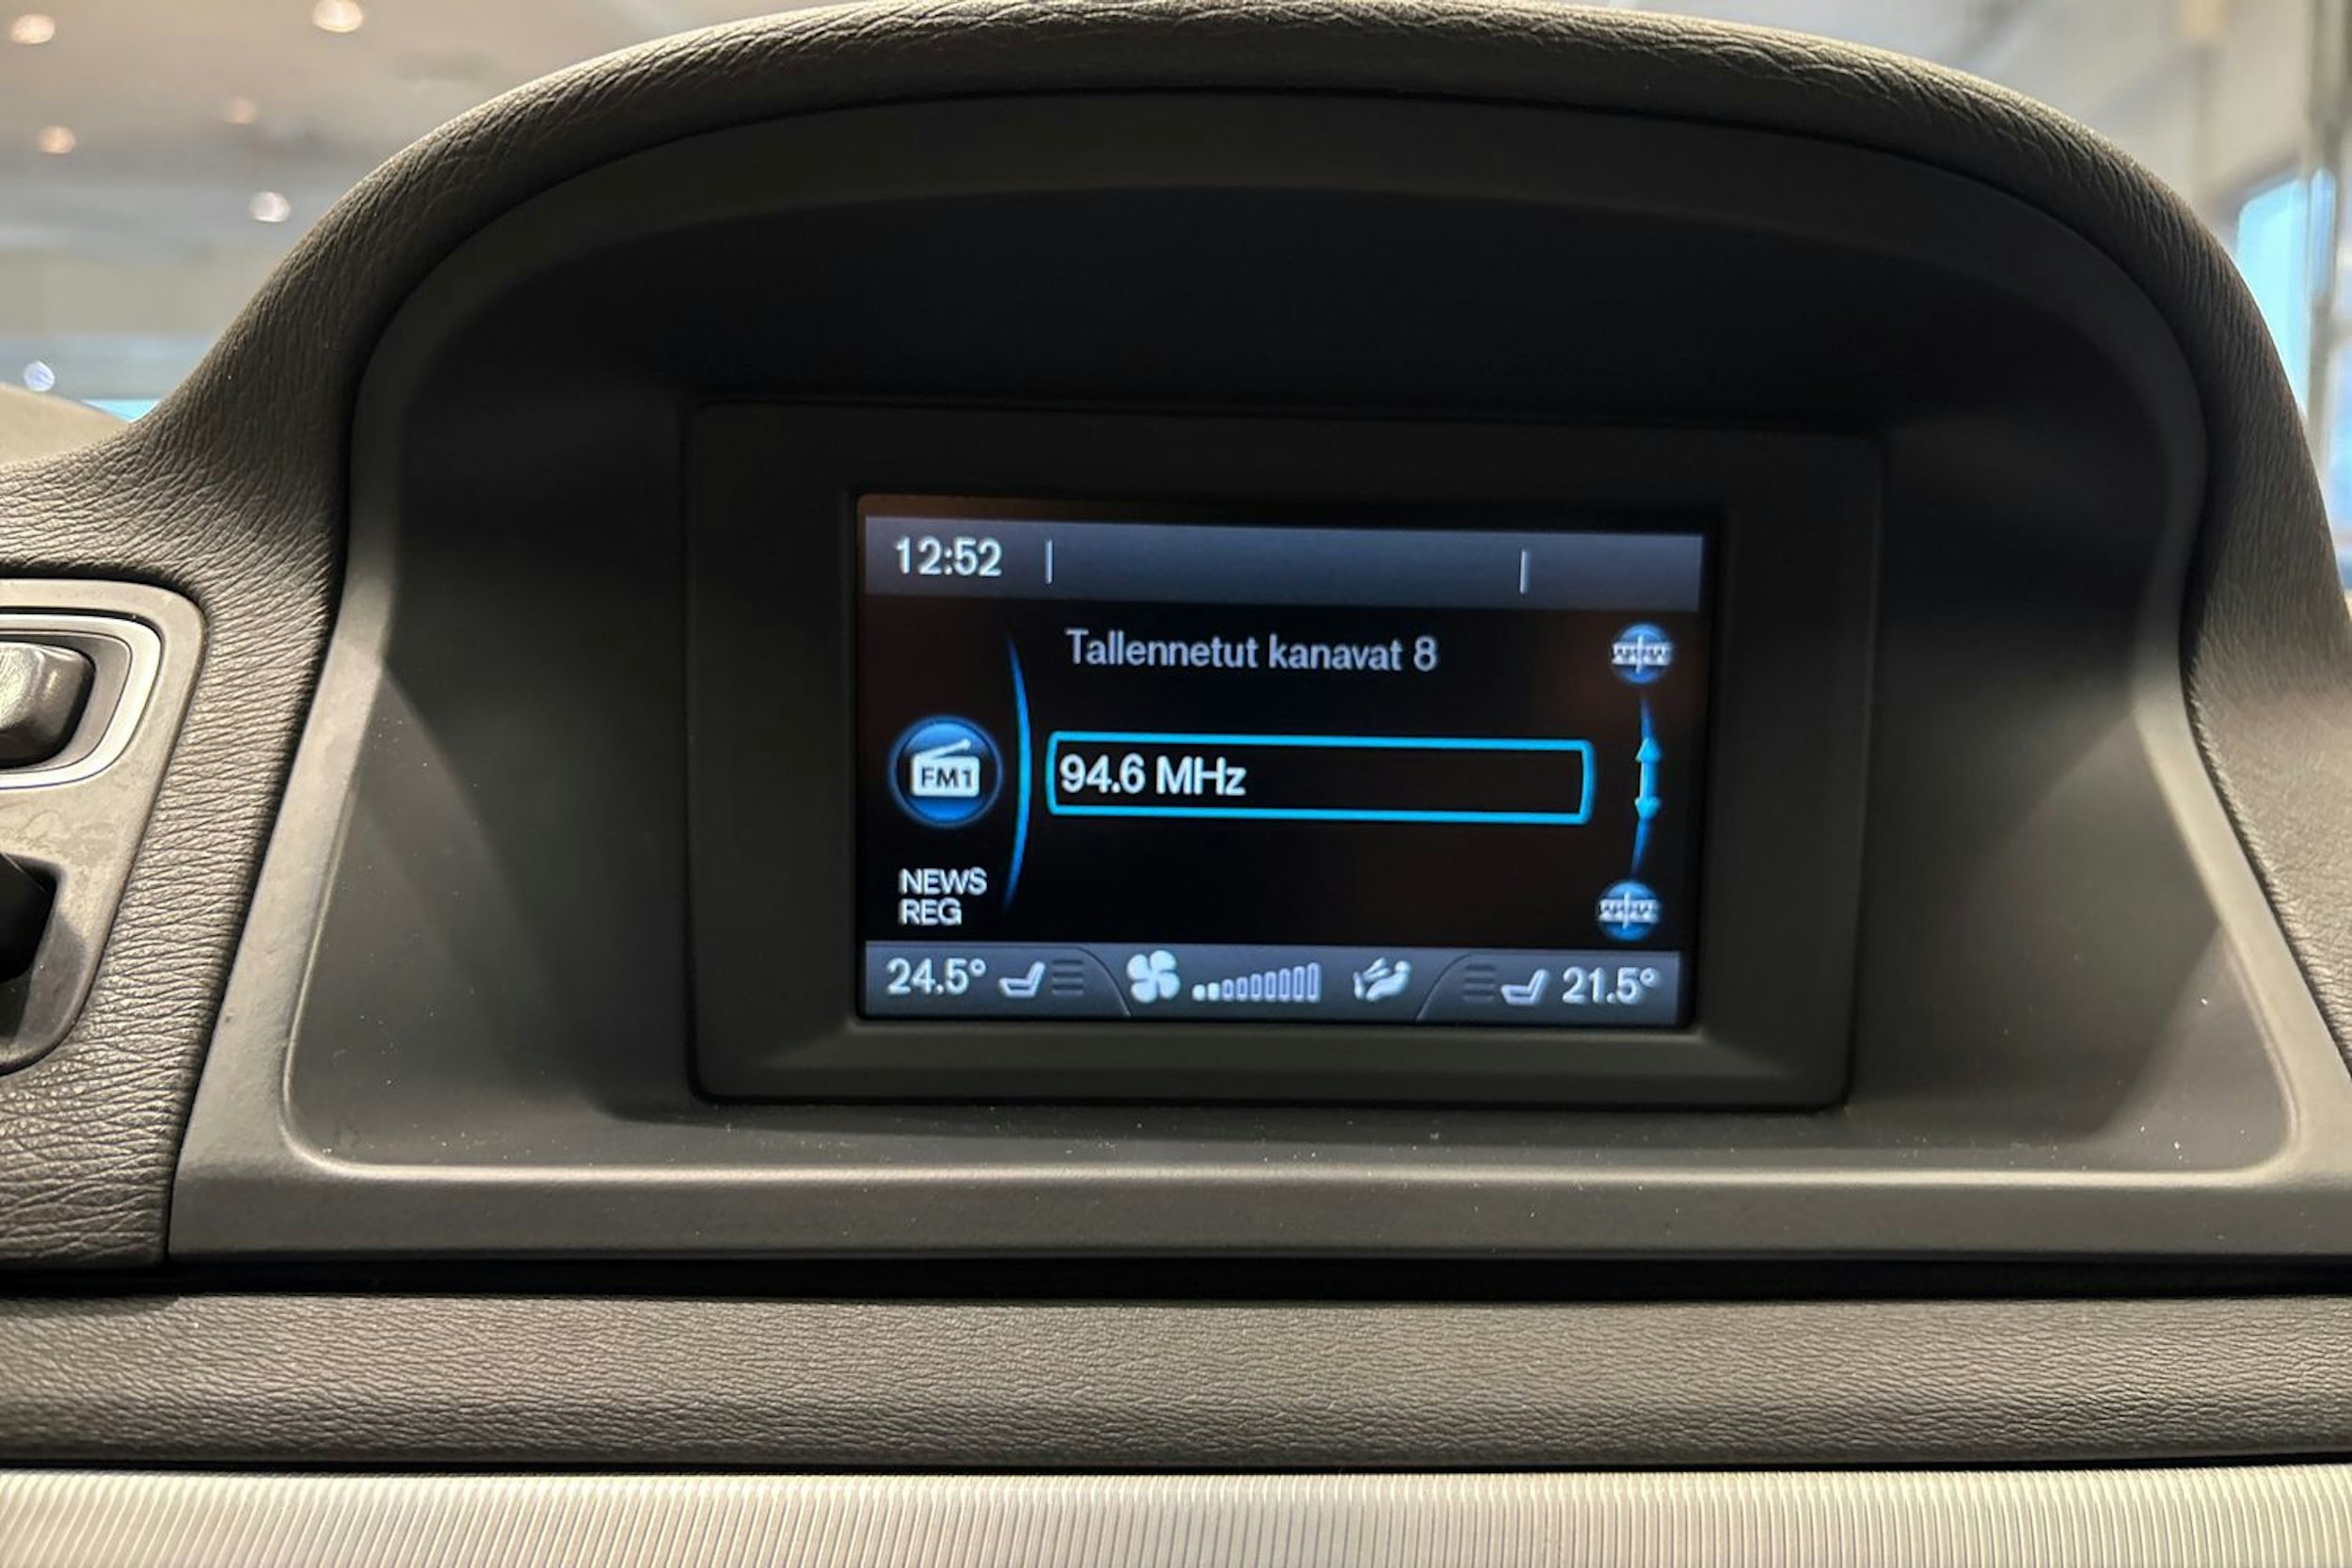 12:52
Tallennetut kanavat 8
FM1
94.6 MHz
NEWS
REG
24.5° 21.5°